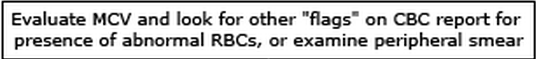 Evaluate MCV and look for other "flags" on CBC report for
presence of abnormal RBCs, or examine peripheral smear